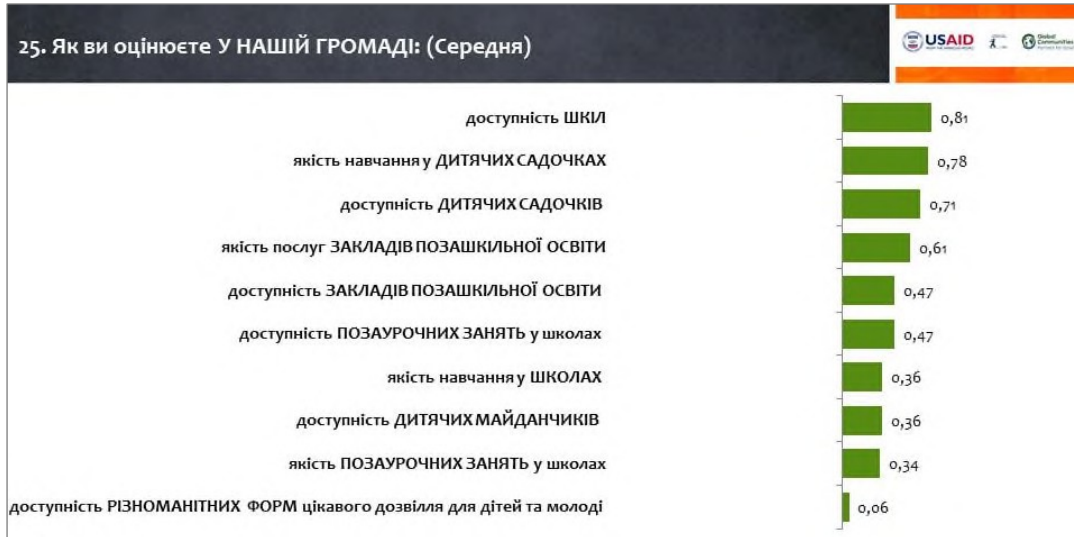 25. Як ви оцінюєте У НАШІЙ ГРОМАДІ: (Середня)
USAID
Global
Communities
доступність ШКІЛ 0,81
якість навчання у ДИТЯЧИХ САДОЧКАХ 0,78
доступність ДИТЯЧИХ САДОЧКІВ 0,71
якість послуг ЗАКЛАДІВ ПОЗАШКІЛЬНОЇ ОСВІТИ 0,61
доступність ЗАКЛАДІВ ПОЗАШКІЛЬНОЇ ОСВІТИ 0,47
доступність ПОЗАУРОЧНИХ ЗАНЯТЬ у школах 0,47
якість навчання у ШКОЛАХ 0,36
доступність ДИТЯЧИХ МАЙДАНЧИКІВ 0,36
якість ПОЗАУРОЧНИХ ЗАНЯТЬ у школах 0,34
доступність РІЗНОМАНІТНИХ ФОРМ цікавого дозвілля для дітей та молоді 0,06